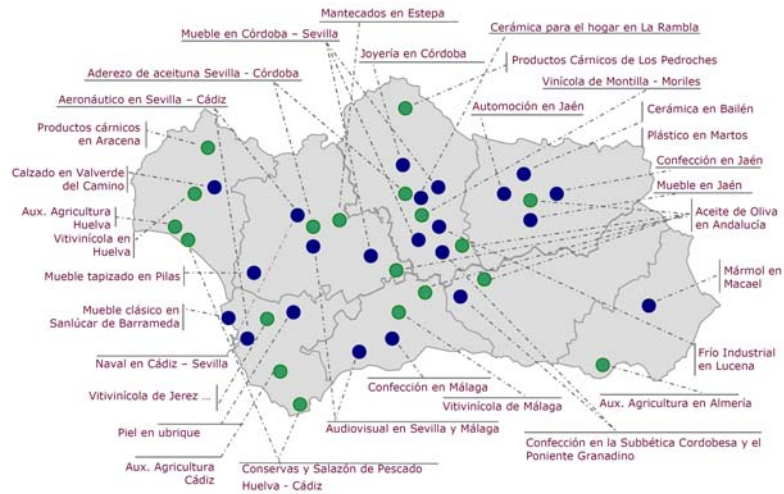 Mantecados en Estepa
Mueble en Córdoba – Sevilla
Cerámica para el hogar en La Rambla
Joyería en Córdoba
Productos Cárnicos de Los Pedroches
Aderezo de aceituna Sevilla - Córdoba
Vinícola de Montilla - Moriles
Aeronáutico en Sevilla – Cádiz
Automoción en Jaén
Cerámica en Bailén
Productos cárnicos
en Aracena
Plástico en Martos
Confección en Jaén
Calzado en Valverde
del Camino
Mueble en Jaén
Aux. Agricultura
Huelva
Aceite de Oliva
en Andalucía
Vitivinícola en
Huelva
Mueble tapizado en Pilas
Mármol en
Macael
Mueble clásico en
Sanlúcar de Barrameda
Naval en Cádiz – Sevilla
Frío Industrial
en Lucena
Vitivinícola de Jerez ...
Confección en Málaga
Aux. Agricultura en Almería
Vitivinícola de Málaga
Piel en ubrique
Audiovisual en Sevilla y Málaga
Confección en la Subbética Cordobesa y el
Poniente Granadino
Aux. Agricultura
Cádiz
Conservas y Salazón de Pescado
Huelva - Cádiz